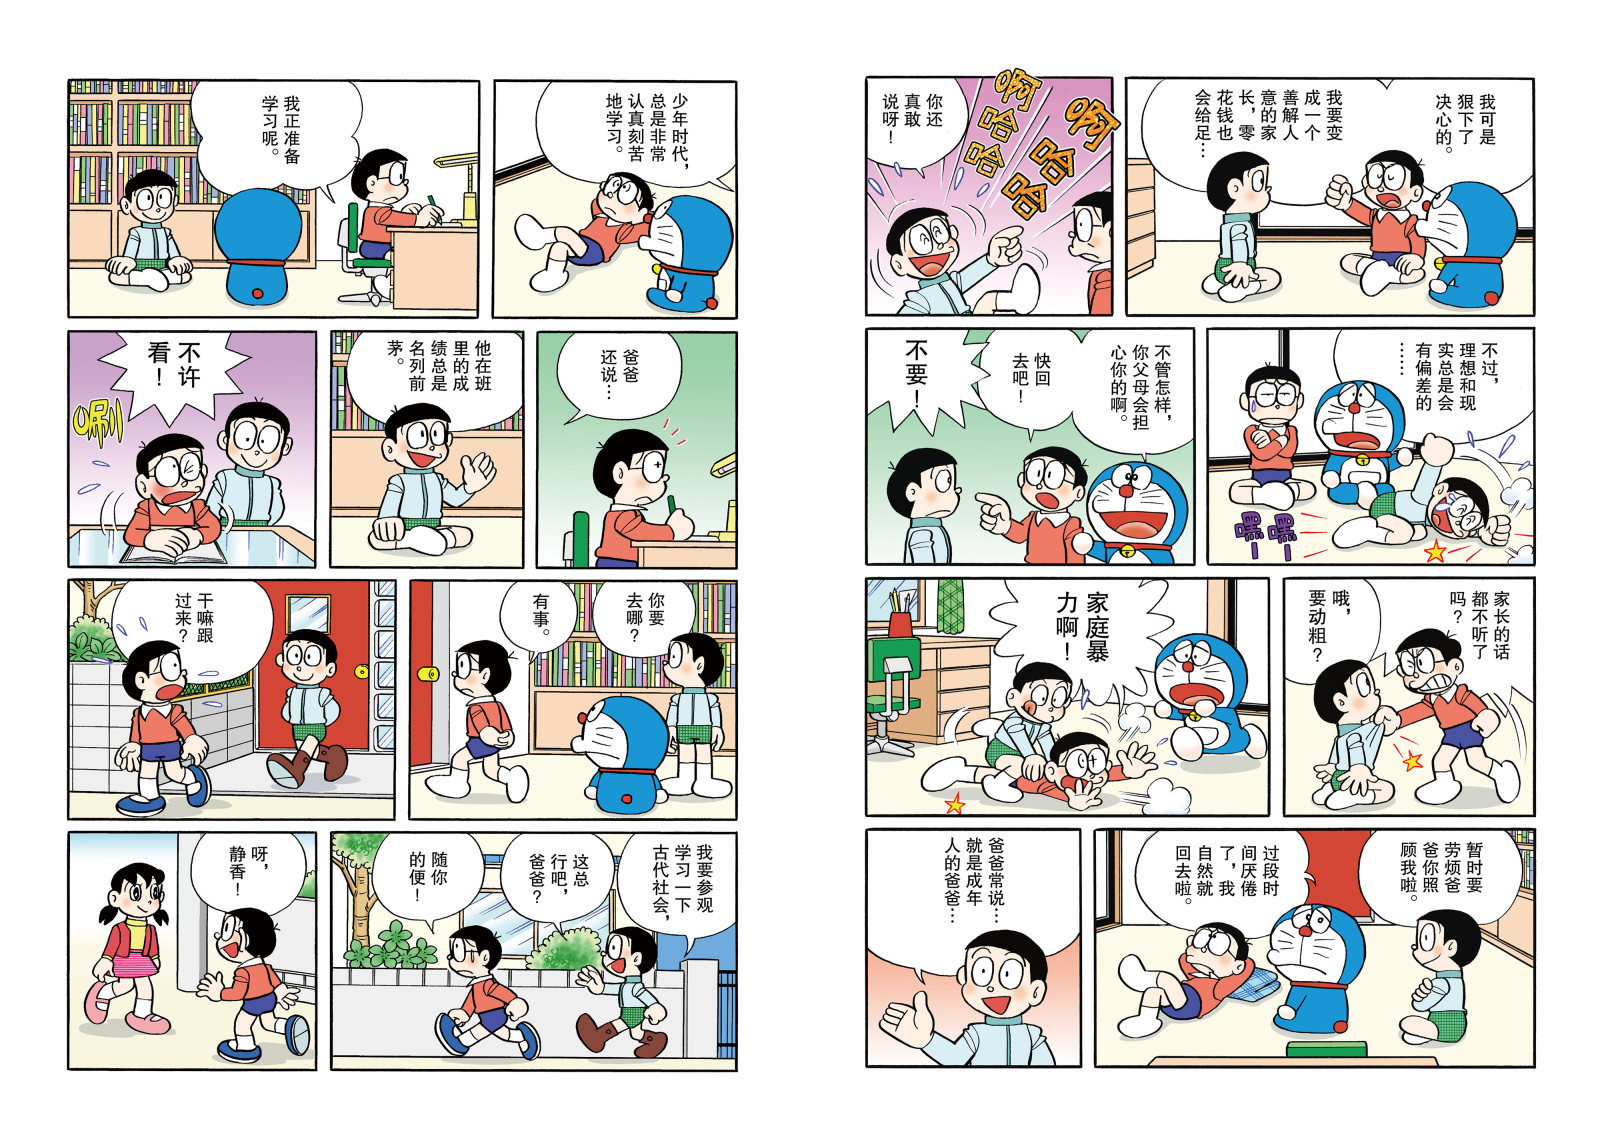 我可是
狠下了
决心的。
我要变
成一个
善解人
意的家
长，零
花钱也
会给足…
啊哈哈
啊哈哈
你还
真敢
说呀！
不过，
理想和现
实总是会
有偏差的
……
嘿
嘿
不管怎样，
你父母会担
心你的啊。
快回
去吧！
不要！
家长的话
都不听了
吗？
哦，
要动粗？
家庭暴
力啊！
暂时要
劳烦爸
爸你照
顾我啦。
过段时
间厌倦
了，我
自然就
回去啦。
爸爸常说…
就是成年
人的爸爸…
少年时代，
总是非常
认真刻苦
地学习。
我正准备
学习呢。
爸爸
还说…
他在班
里的成
绩总是
名列前
茅。
不许
看！
唰
你要
去哪？
有事。
干嘛跟
过来？
我要参观
学习一下
古代社会，
这总
行吧，
爸爸？
随你
的便！
呀，
静香！